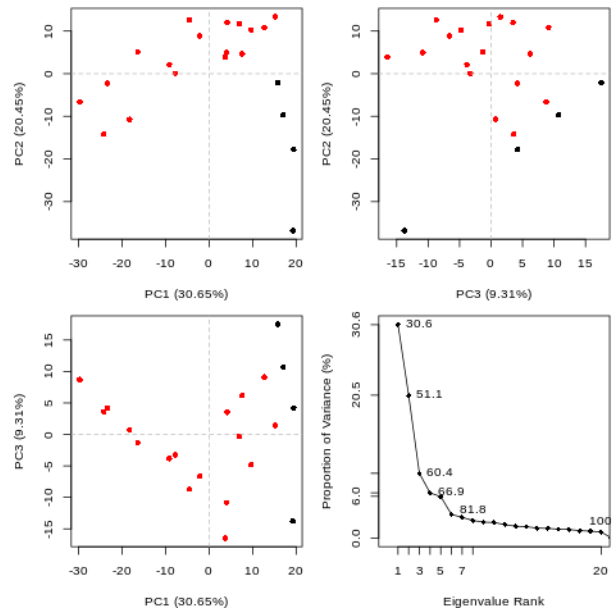 10
0
-10
-20
-30
PC2 (20.45%)
-30 -20 -10 0 10 20
PC1 (30.65%)
10
0
-10
-20
-30
PC2 (20.45%)
-15 -10 -5 0 5 10 15
PC3 (9.31%)
15
10
5
0
-5
-10
-15
PC3 (9.31%)
-30 -20 -10 0 10 20
PC1 (30.65%)
30.6
20.5
6.0
0.0
Proportion of Variance (%)
30.6
51.1
60.4
66.9
81.8
100
1 3 5 7 20
Eigenvalue Rank